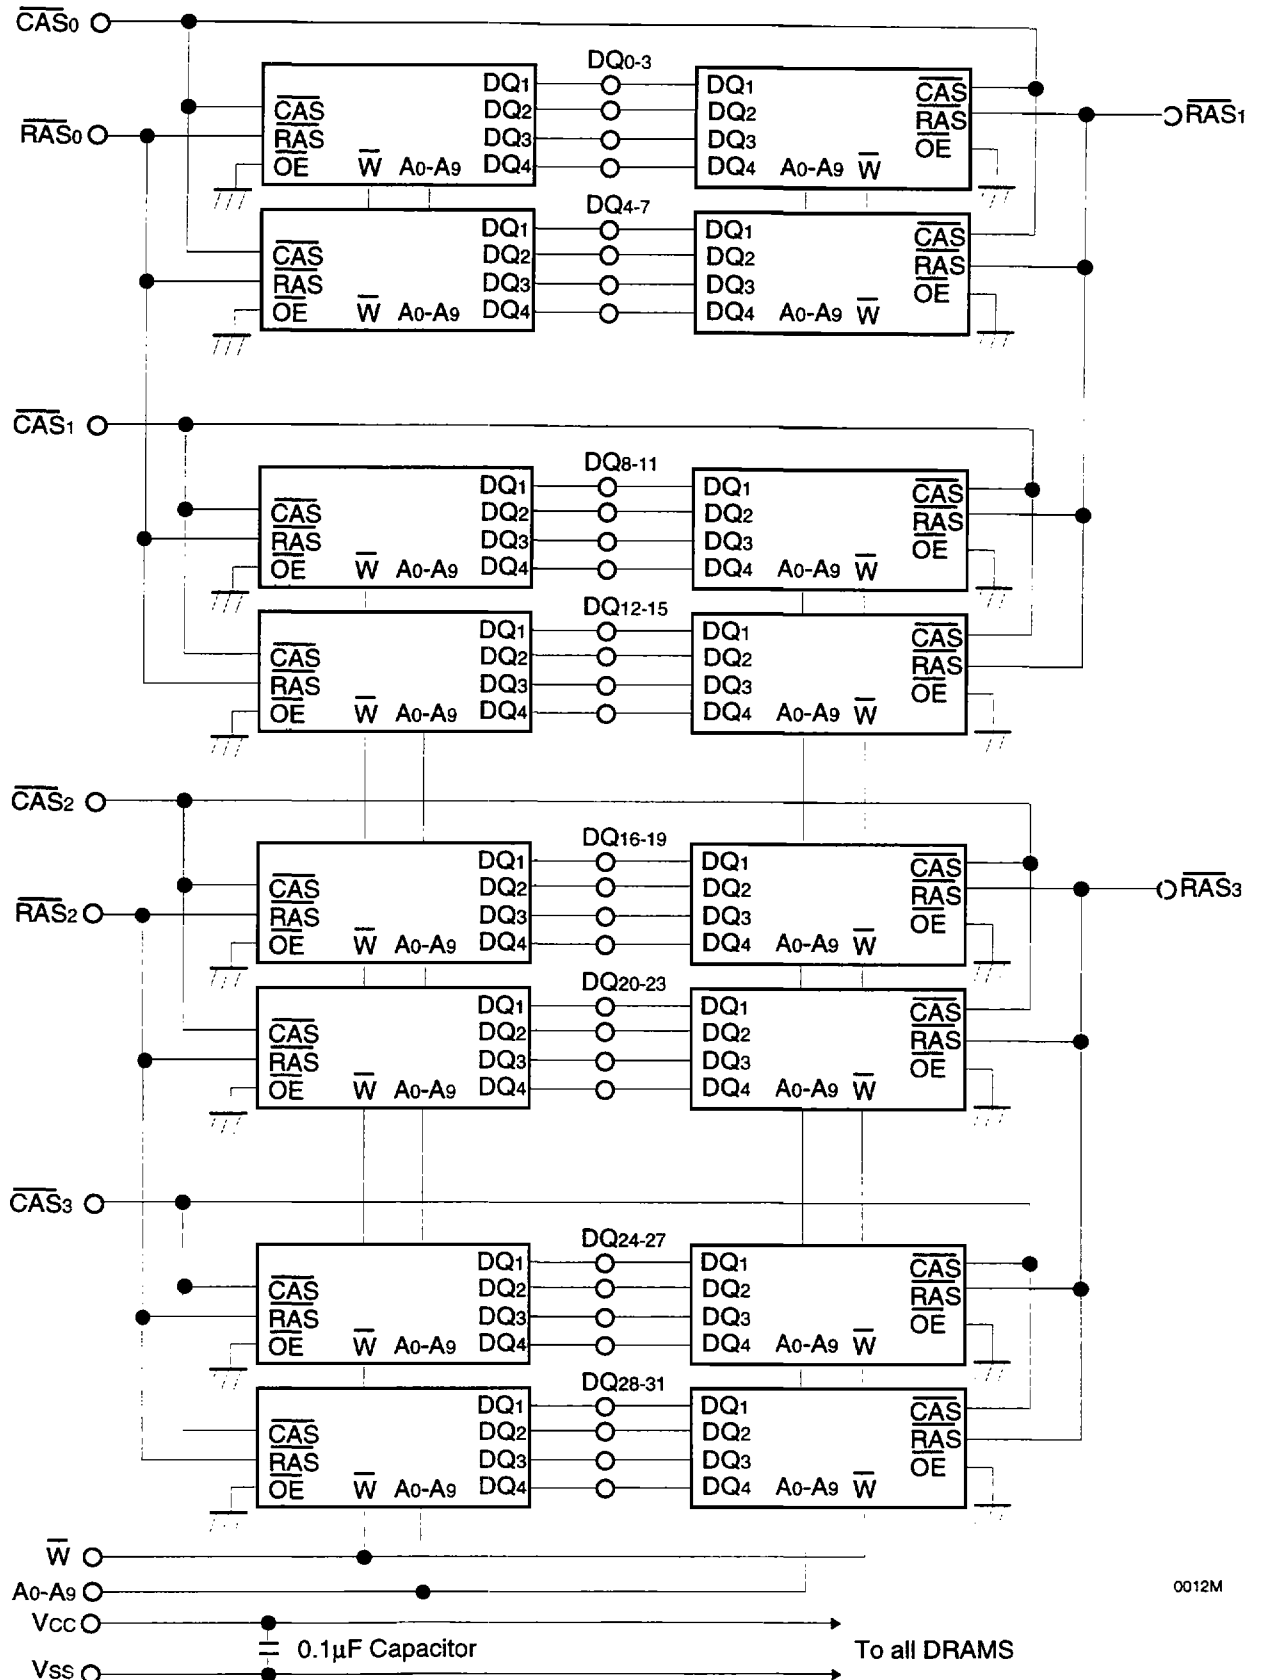 CAS0
DQ0-3
DQ1 DQ1 CAS
CAS DQ2 DQ2 RAS RAS1
RAS0 RAS DQ3 DQ3 OE
OE W A0-A9 DQ4 DQ4 A0-A9 W
DQ4-7
DQ1 DQ1 CAS
CAS DQ2 DQ2 RAS
RAS DQ3 DQ3 OE
OE W A0-A9 DQ4 DQ4 A0-A9 W
CAS1
DQ8-11
DQ1 DQ1 CAS
CAS DQ2 DQ2 RAS
RAS DQ3 DQ3 OE
OE W A0-A9 DQ4 DQ4 A0-A9 W
DQ12-15
DQ1 DQ1 CAS
CAS DQ2 DQ2 RAS
RAS DQ3 DQ3 OE
OE W A0-A9 DQ4 DQ4 A0-A9 W
CAS2
DQ16-19
DQ1 DQ1 CAS
CAS DQ2 DQ2 RAS RAS3
RAS2 RAS DQ3 DQ3 OE
OE W A0-A9 DQ4 DQ4 A0-A9 W
DQ20-23
DQ1 DQ1 CAS
CAS DQ2 DQ2 RAS
RAS DQ3 DQ3 OE
OE W A0-A9 DQ4 DQ4 A0-A9 W
CAS3
DQ24-27
DQ1 DQ1 CAS
CAS DQ2 DQ2 RAS
RAS DQ3 DQ3 OE
OE W A0-A9 DQ4 DQ4 A0-A9 W
DQ28-31
DQ1 DQ1 CAS
CAS DQ2 DQ2 RAS
RAS DQ3 DQ3 OE
OE W A0-A9 DQ4 DQ4 A0-A9 W
W
A0-A9 0012M
VCC
0.1µF Capacitor To all DRAMS
VSS